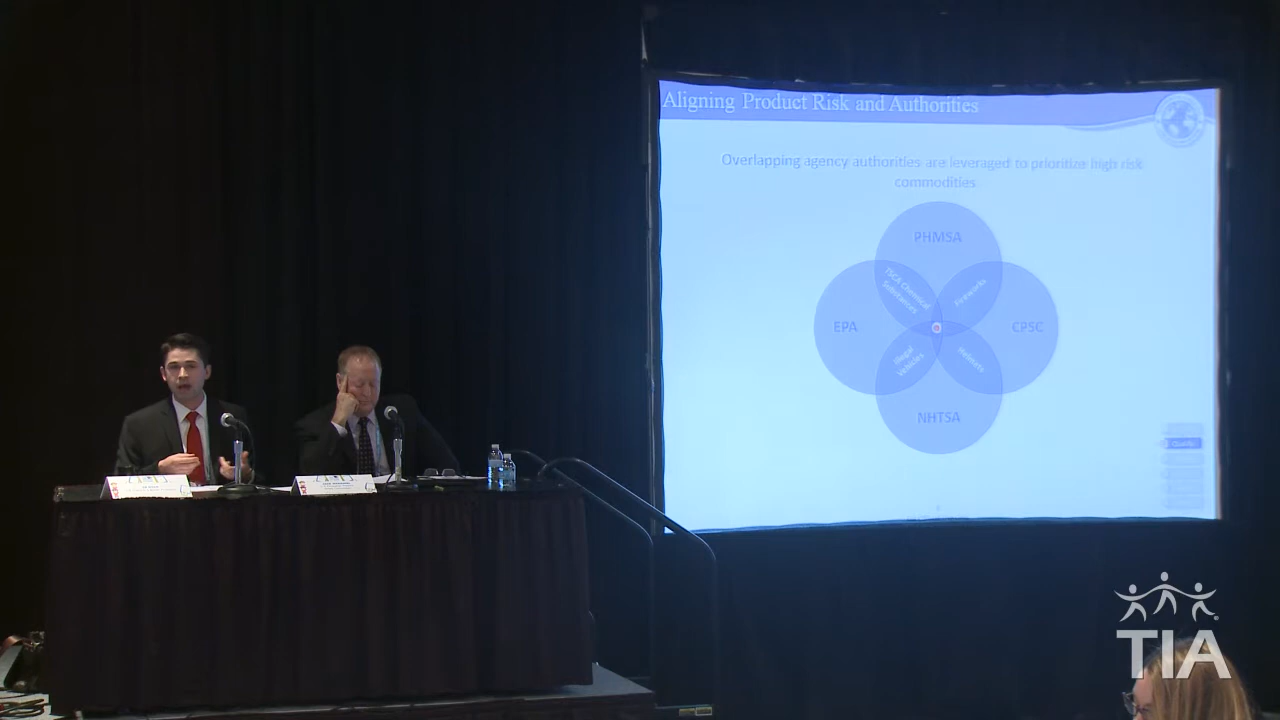 Aligning Product Risk and Authorities
Overlapping agency authorities are leveraged to prioritize high risk
commodities
PHMSA
TSCA Chemical
Substances
Fireworks
EPA
CPSC
Illegal
Vehicles
Helmets
NHTSA
TIA